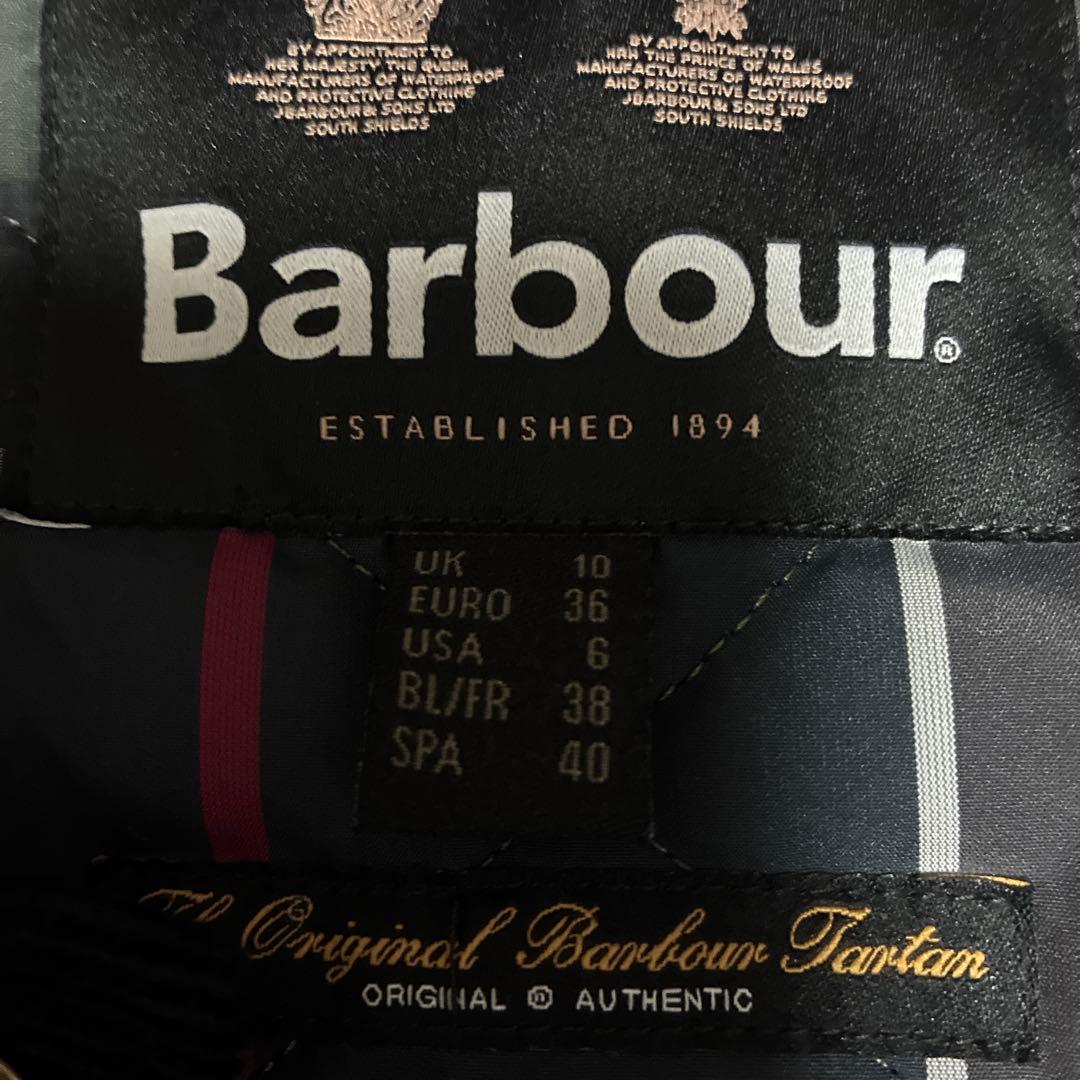 BY APPOINTMENT TO
HER MAJESTY THE QUEEN
MANUFACTURERS OF WATERPROOF
AND PROTECTIVE CLOTHING
J BARBOUR & SONS LTD
SOUTH SHIELDS
BY APPOINTMENT TO
HRH THE PRINCE OF WALES
MANUFACTURERS OF WATERPROOF
AND PROTECTIVE CLOTHING
J BARBOUR & SONS LTD
SOUTH SHIELDS
Barbour®
ESTABLISHED 1894
UK 10
EURO 36
USA 6
BL/FR 38
SPA 40
Original Barbour Tartan
ORIGINAL ® AUTHENTIC